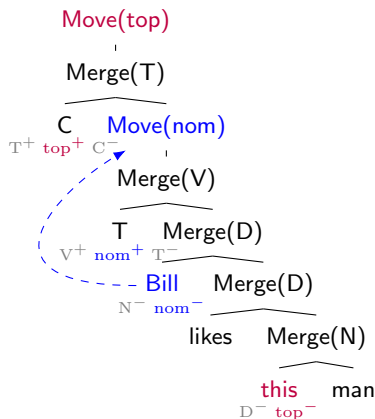 Move(top)
Merge(T)
C Move(nom)
T⁺ top⁺ C⁻
Merge(V)
T Merge(D)
V⁺ nom⁺ T⁻
Bill Merge(D)
N⁻ nom⁻
likes Merge(N)
this man
D⁻ top⁻